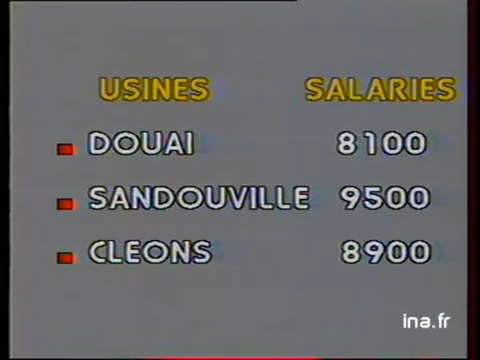 USINES SALARIES
DOUAI 8100
SANDOUVILLE 9500
CLEONS 8900
ina.fr